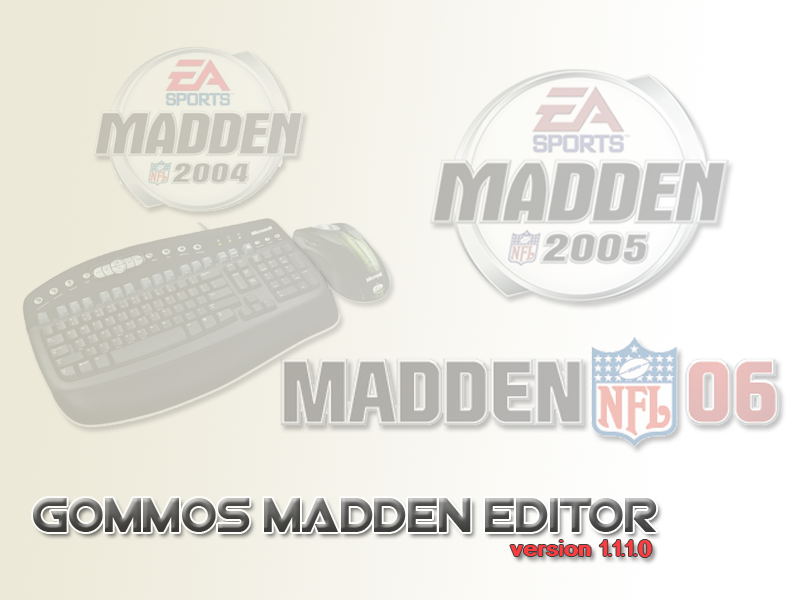 EA
SPORTS
MADDEN
NFL 2004
EA
SPORTS
MADDEN
NFL 2005
Microsoft
MADDEN NFL 06
GOMMOS MADDEN EDITOR
version 1.1.1.0